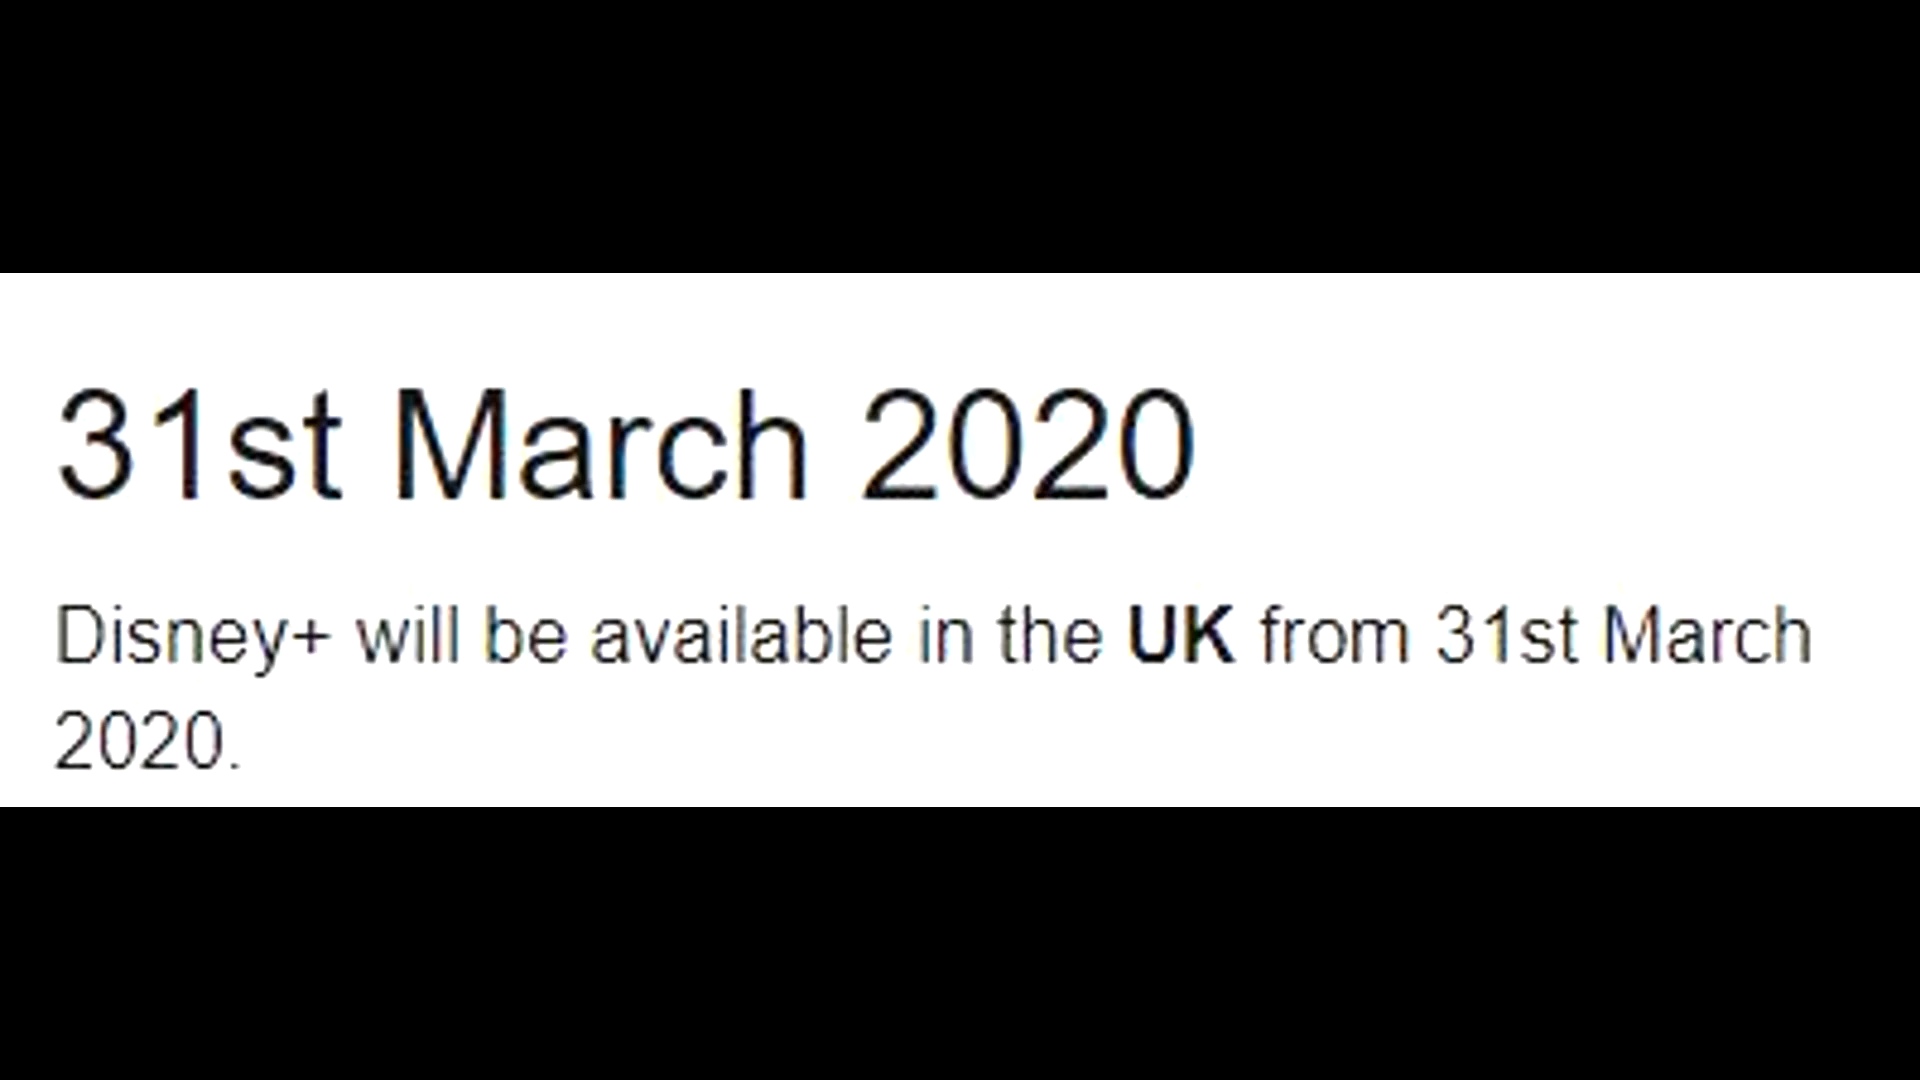 31st March 2020
Disney+ will be available in the UK from 31st March
2020.